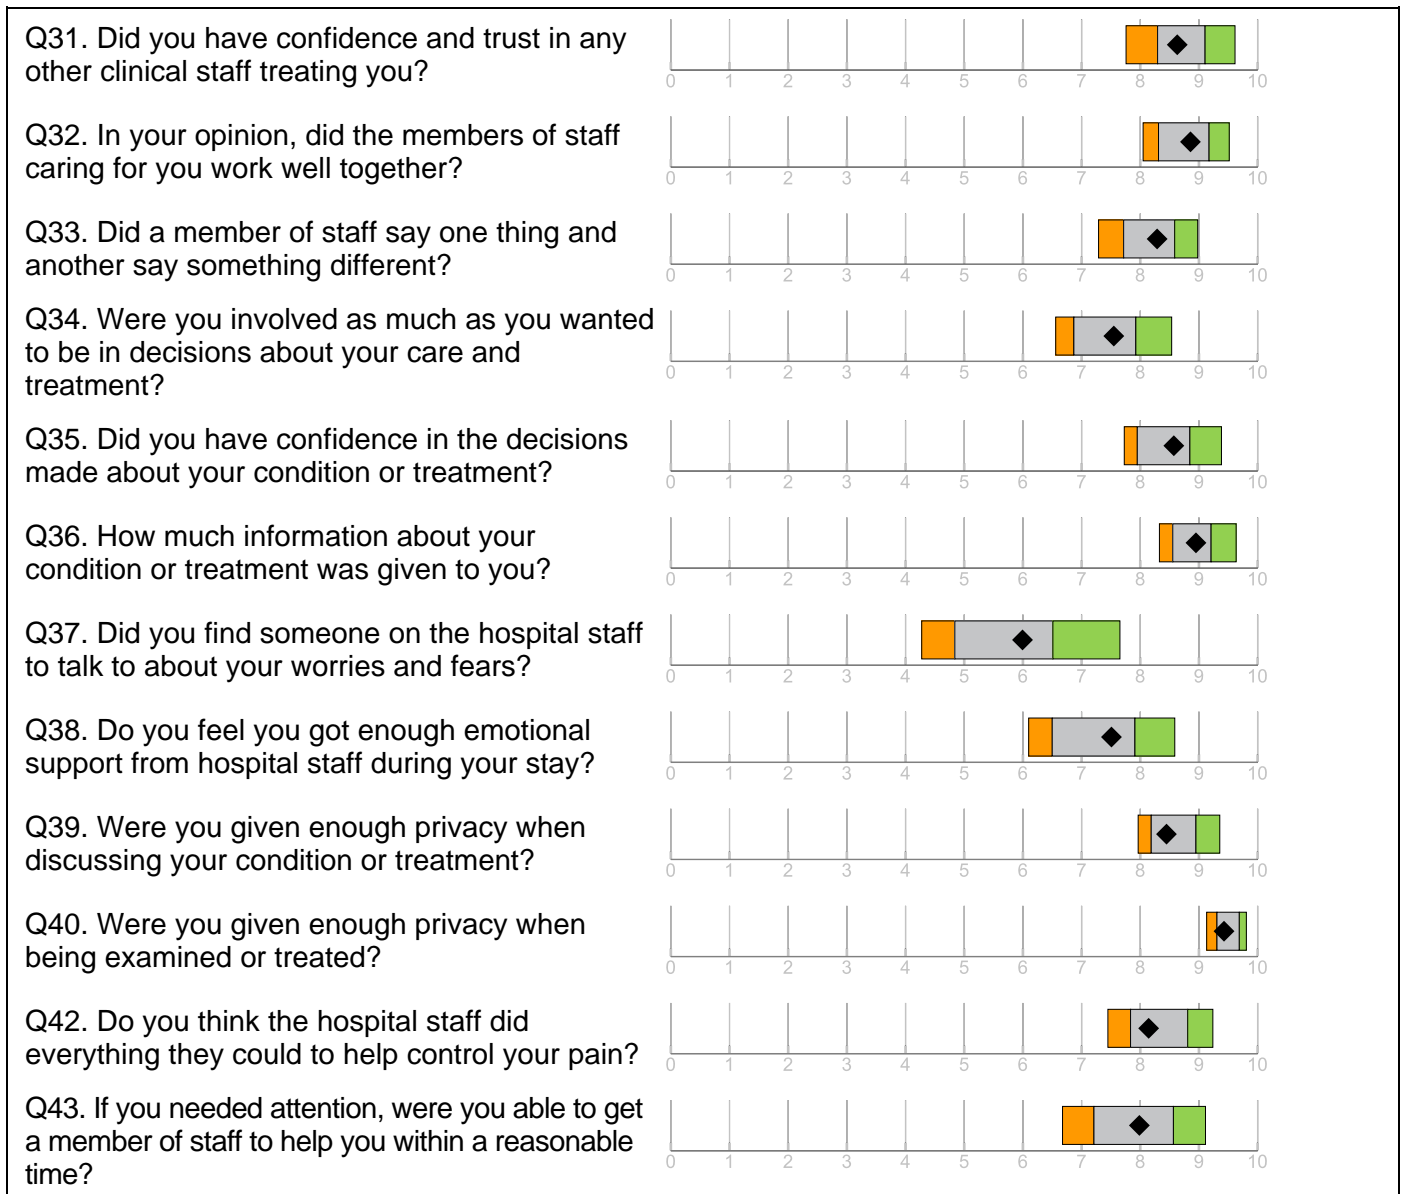 Q31. Did you have confidence and trust in any
other clinical staff treating you?
0 1 2 3 4 5 6 7 8 9 10
Q32. In your opinion, did the members of staff
caring for you work well together?
0 1 2 3 4 5 6 7 8 9 10
Q33. Did a member of staff say one thing and
another say something different?
0 1 2 3 4 5 6 7 8 9 10
Q34. Were you involved as much as you wanted
to be in decisions about your care and
treatment?
0 1 2 3 4 5 6 7 8 9 10
Q35. Did you have confidence in the decisions
made about your condition or treatment?
0 1 2 3 4 5 6 7 8 9 10
Q36. How much information about your
condition or treatment was given to you?
0 1 2 3 4 5 6 7 8 9 10
Q37. Did you find someone on the hospital staff
to talk to about your worries and fears?
0 1 2 3 4 5 6 7 8 9 10
Q38. Do you feel you got enough emotional
support from hospital staff during your stay?
0 1 2 3 4 5 6 7 8 9 10
Q39. Were you given enough privacy when
discussing your condition or treatment?
0 1 2 3 4 5 6 7 8 9 10
Q40. Were you given enough privacy when
being examined or treated?
0 1 2 3 4 5 6 7 8 9 10
Q42. Do you think the hospital staff did
everything they could to help control your pain?
0 1 2 3 4 5 6 7 8 9 10
Q43. If you needed attention, were you able to get
a member of staff to help you within a reasonable
time?
0 1 2 3 4 5 6 7 8 9 10